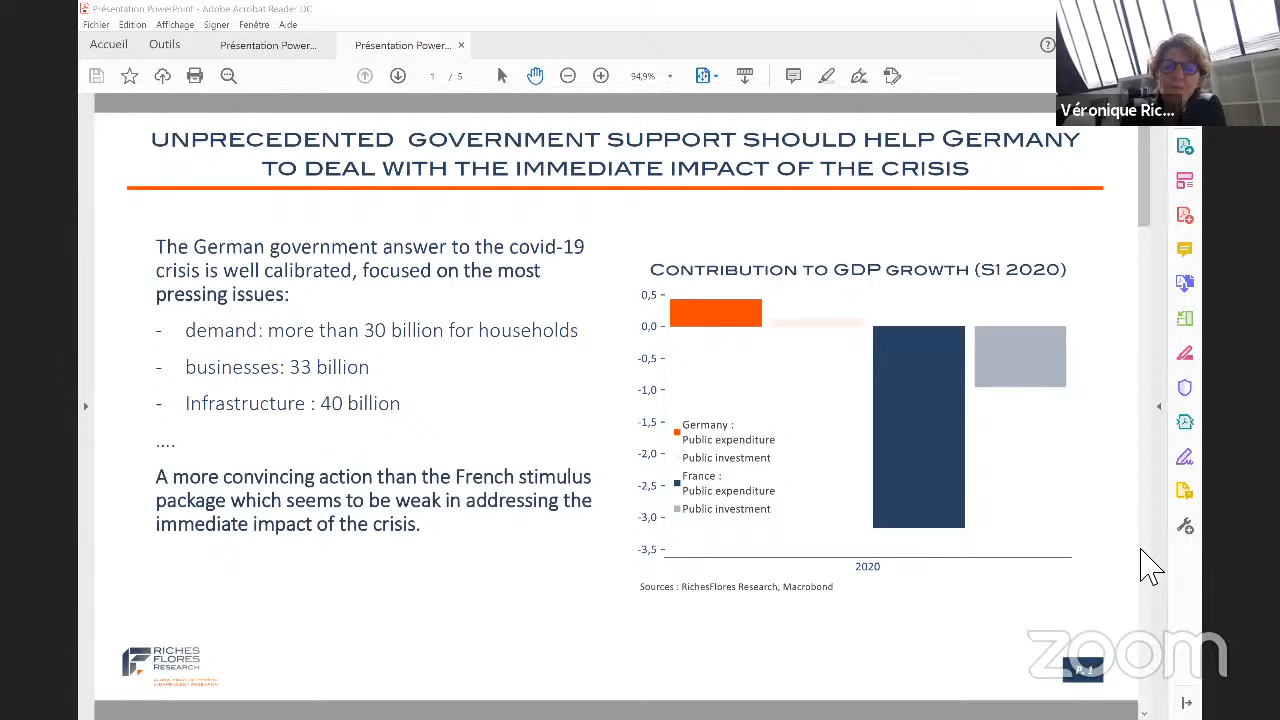 Présentation PowerPoint - Adobe Acrobat Reader DC
Fichier Edition Affichage Signer Fenêtre Aide
Accueil Outils Présentation Power... Présentation Power... ×
1 / 5 94,9%
Véronique Ric...
UNPRECEDENTED GOVERNMENT SUPPORT SHOULD HELP GERMANY
TO DEAL WITH THE IMMEDIATE IMPACT OF THE CRISIS
The German government answer to the covid-19
crisis is well calibrated, focused on the most
pressing issues:
- demand: more than 30 billion for households
- businesses: 33 billion
- Infrastructure : 40 billion
....
A more convincing action than the French stimulus
package which seems to be weak in addressing the
immediate impact of the crisis.
CONTRIBUTION TO GDP GROWTH (S1 2020)
0,5
0,0
-0,5
-1,0
-1,5
-2,0
-2,5
-3,0
-3,5
Germany :
Public expenditure
Public investment
France :
Public expenditure
Public investment
2020
Sources : RichesFlores Research, Macrobond
RICHES
FLORES
RESEARCH
P. 1
zoom